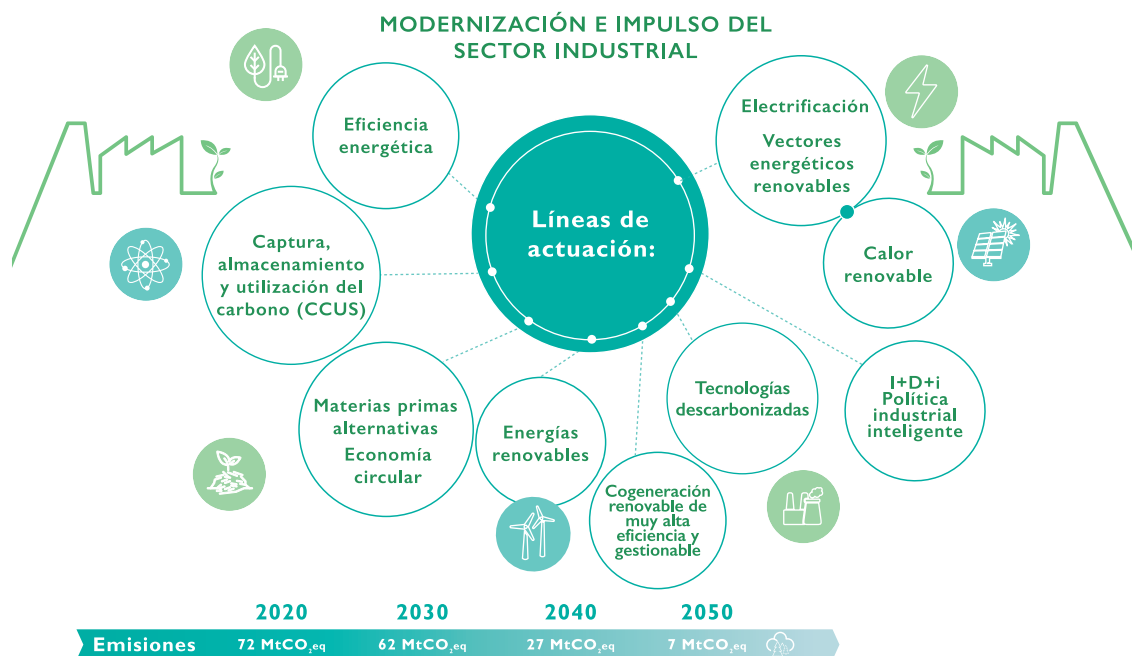 MODERNIZACIÓN E IMPULSO DEL
SECTOR INDUSTRIAL
Eficiencia
energética
Electrificación
Vectores
energéticos
renovables
Líneas de
actuación:
Captura,
almacenamiento
y utilización del
carbono (CCUS)
Calor
renovable
Materias primas
alternativas
Economía
circular
Energías
renovables
Tecnologías
descarbonizadas
I+D+i
Política
industrial
inteligente
Cogeneración
renovable de
muy alta
eficiencia y
gestionable
2020 2030 2040 2050
Emisiones 72 MtCO₂eq 62 MtCO₂eq 27 MtCO₂eq 7 MtCO₂eq